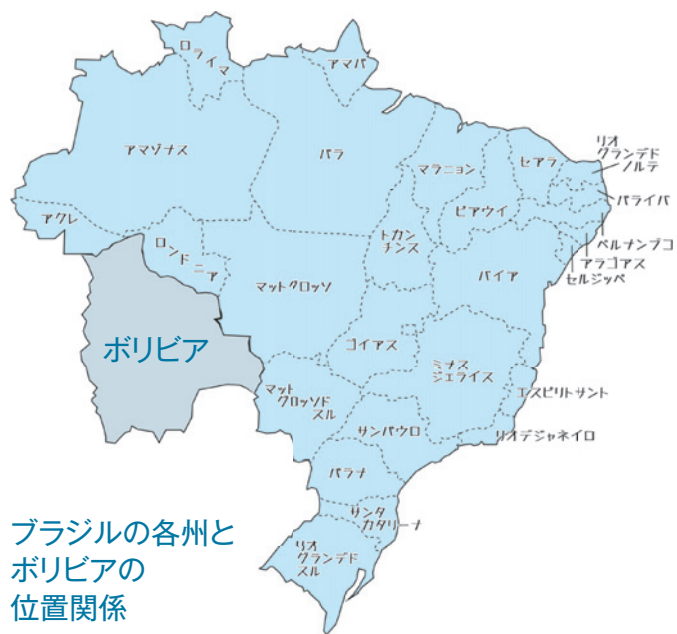 ロライマ
アマパ
アマゾナス
パラ
マラニョン
セアラ
リオ
グランデド
ノルテ
パライバ
ピアウイ
アクレ
ロンドニア
トカン
チンス
ペルナンブコ
アラゴアス
セルジッペ
バイア
マットグロッソ
ボリビア
ゴイアス
ミナス
ジェライス
マット
グロッソド
スル
エスピリトサント
サンパウロ
リオデジャネイロ
パラナ
サンタ
カタリーナ
リオ
グランデド
スル
ブラジルの各州と
ボリビアの
位置関係